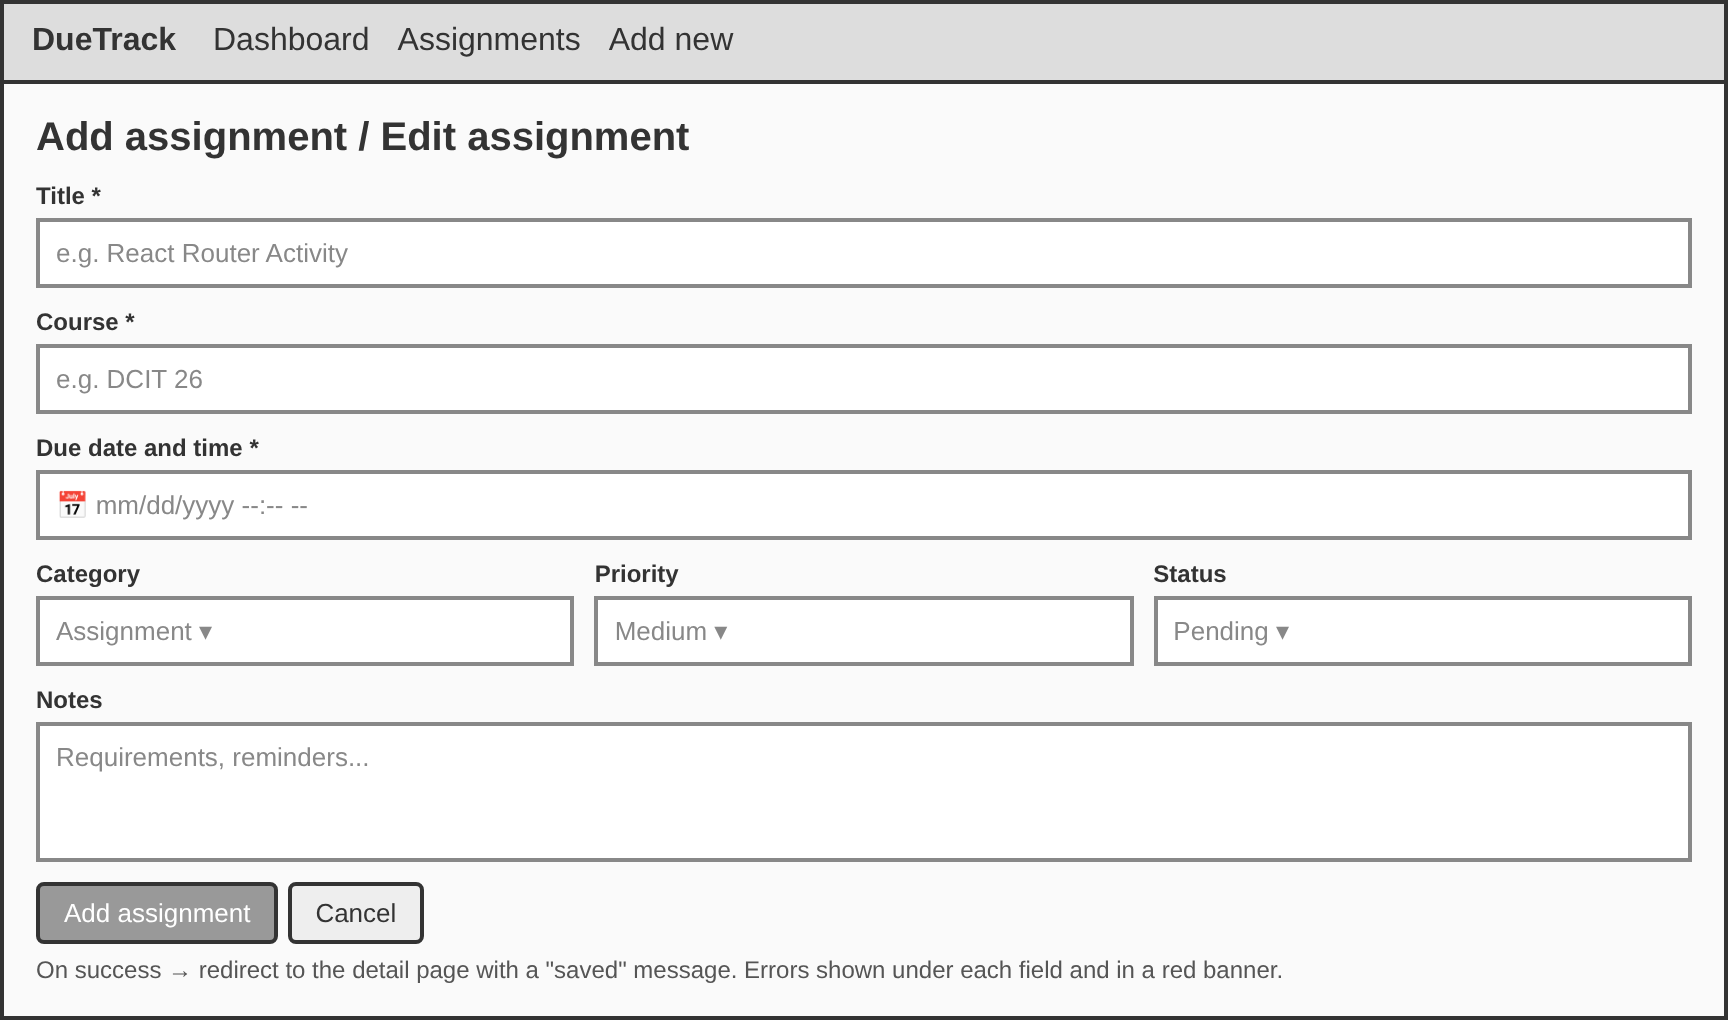 DueTrack Dashboard Assignments Add new
Add assignment / Edit assignment
Title *
e.g. React Router Activity
Course *
e.g. DCIT 26
Due date and time *
📅 mm/dd/yyyy --:-- --
Category Priority Status
Assignment ▾ Medium ▾ Pending ▾
Notes
Requirements, reminders...
Add assignment Cancel
On success → redirect to the detail page with a "saved" message. Errors shown under each field and in a red banner.